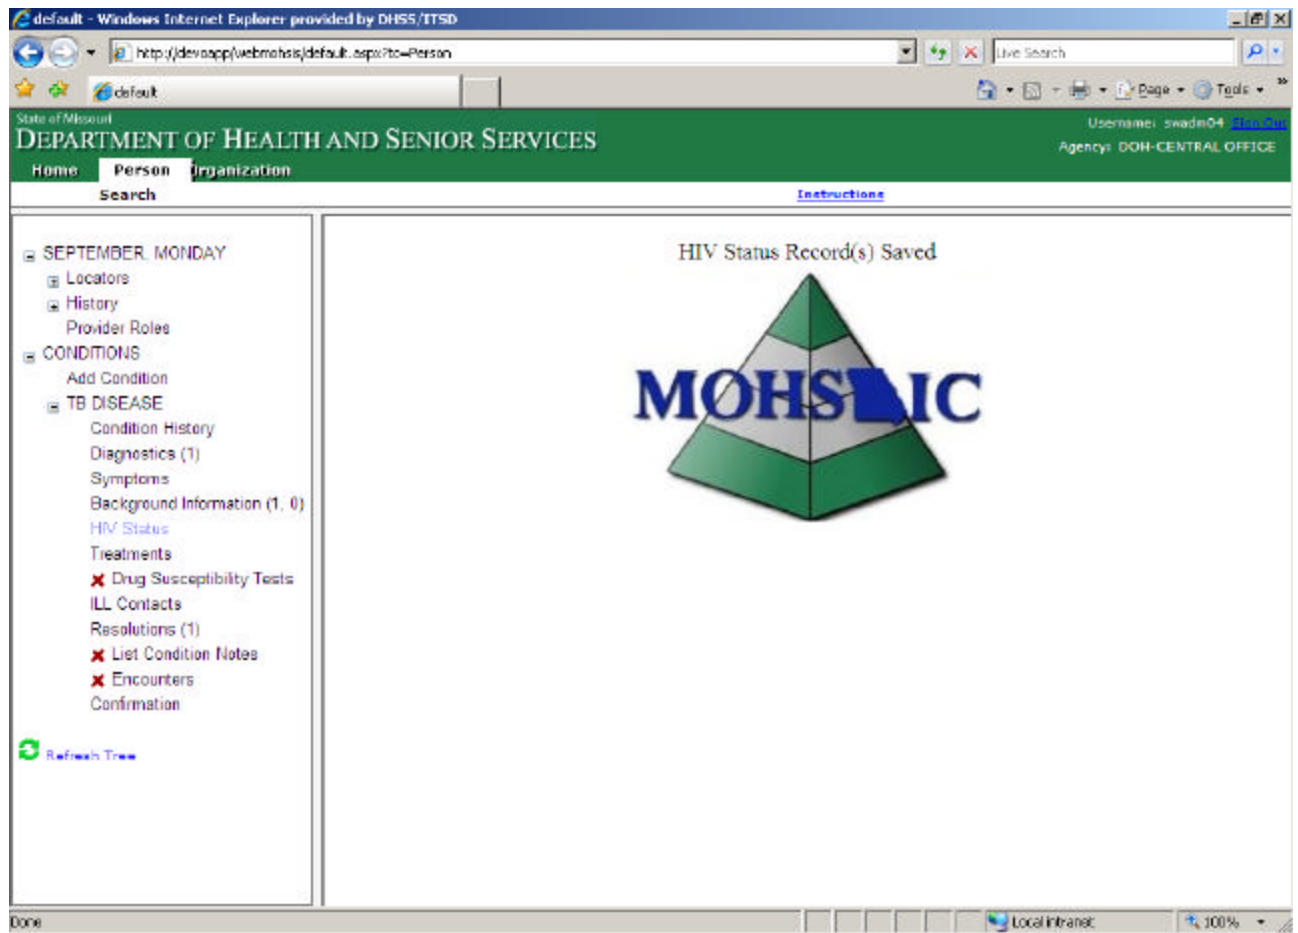 default - Windows Internet Explorer provided by DHSS/ITSD
http://devoapp/webmohsis/default.aspx?tc=Person
Live Search
default
Page
Tools
State of Missouri
DEPARTMENT OF HEALTH AND SENIOR SERVICES
Username: swadm04 Sign Out
Agency: DOH-CENTRAL OFFICE
Home Person Organization
Search
Instructions
SEPTEMBER, MONDAY
Locators
History
Provider Roles
CONDITIONS
Add Condition
TB DISEASE
Condition History
Diagnostics (1)
Symptoms
Background Information (1, 0)
HIV Status
Treatments
Drug Susceptibility Tests
ILL Contacts
Resolutions (1)
List Condition Notes
Encounters
Confirmation
Refresh Tree
HIV Status Record(s) Saved
MOHSAIC
Done
Local intranet
100%